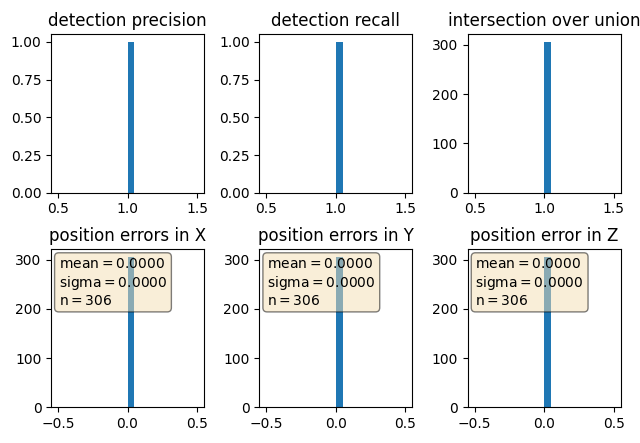 detection precision
detection recall
intersection over union
1.00
0.75
0.50
0.25
0.00
0.5 1.0 1.5
1.00
0.75
0.50
0.25
0.00
0.5 1.0 1.5
300
200
100
0
0.5 1.0 1.5
position errors in X
position errors in Y
position error in Z
300
200
100
0
mean = 0.0000
sigma = 0.0000
n = 306
−0.5 0.0 0.5
300
200
100
0
mean = 0.0000
sigma = 0.0000
n = 306
−0.5 0.0 0.5
300
200
100
0
mean = 0.0000
sigma = 0.0000
n = 306
−0.5 0.0 0.5